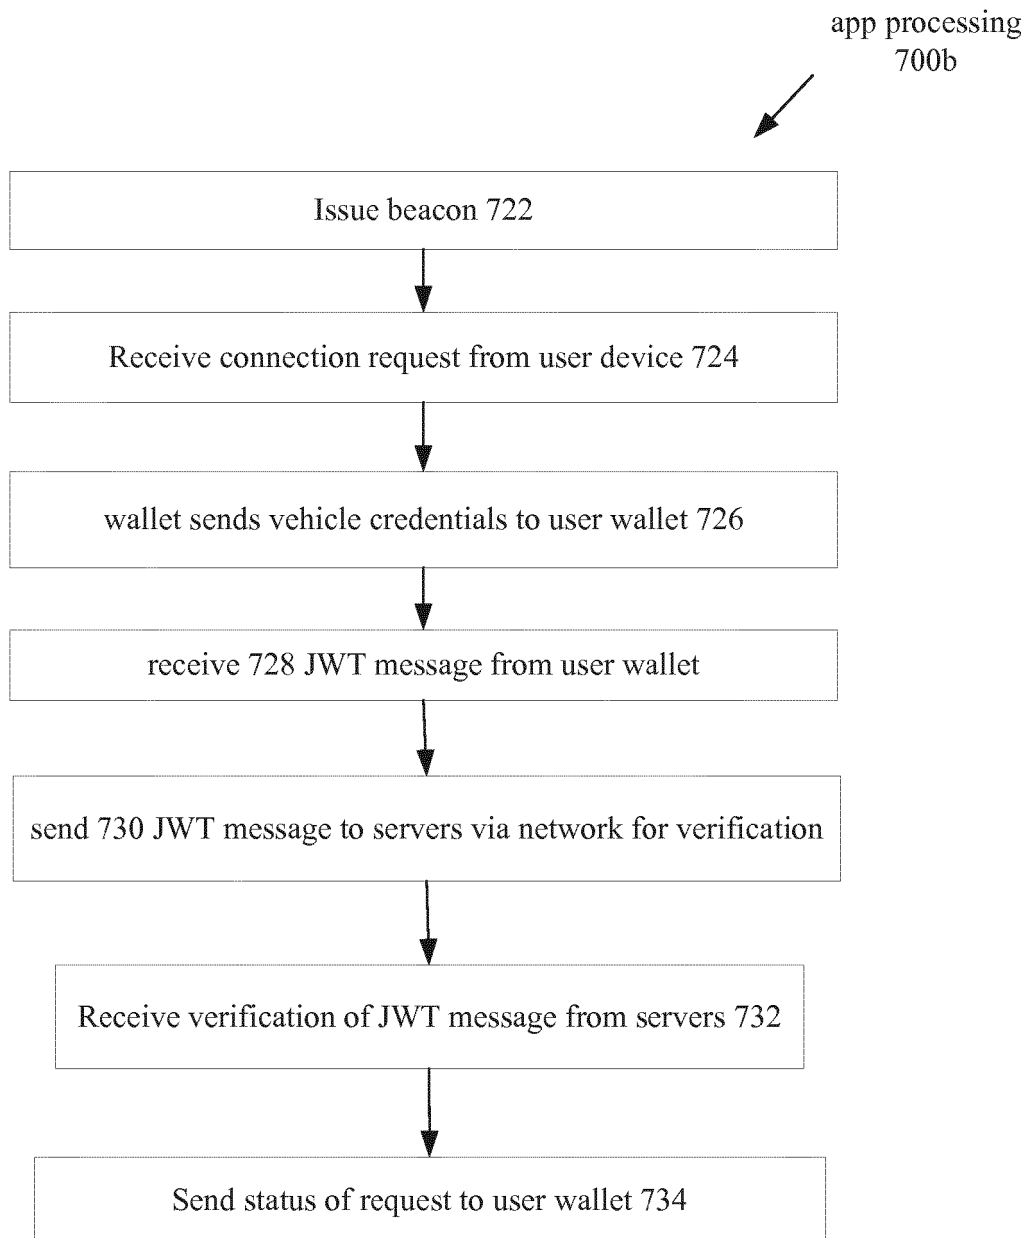 app processing
700b
Issue beacon 722
Receive connection request from user device 724
wallet sends vehicle credentials to user wallet 726
receive 728 JWT message from user wallet
send 730 JWT message to servers via network for verification
Receive verification of JWT message from servers 732
Send status of request to user wallet 734